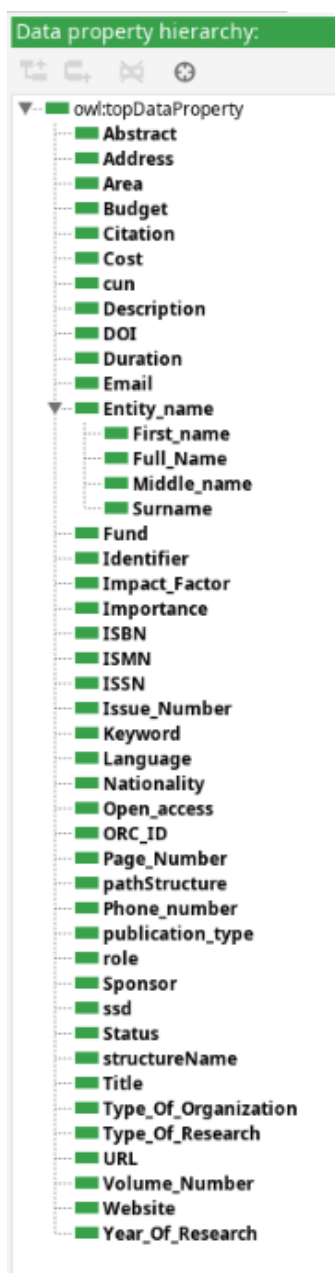 Data property hierarchy:
owl:topDataProperty
Abstract
Address
Area
Budget
Citation
Cost
cun
Description
DOI
Duration
Email
Entity_name
First_name
Full_Name
Middle_name
Surname
Fund
Identifier
Impact_Factor
Importance
ISBN
ISMN
ISSN
Issue_Number
Keyword
Language
Nationality
Open_access
ORC_ID
Page_Number
pathStructure
Phone_number
publication_type
role
Sponsor
ssd
Status
structureName
Title
Type_Of_Organization
Type_Of_Research
URL
Volume_Number
Website
Year_Of_Research